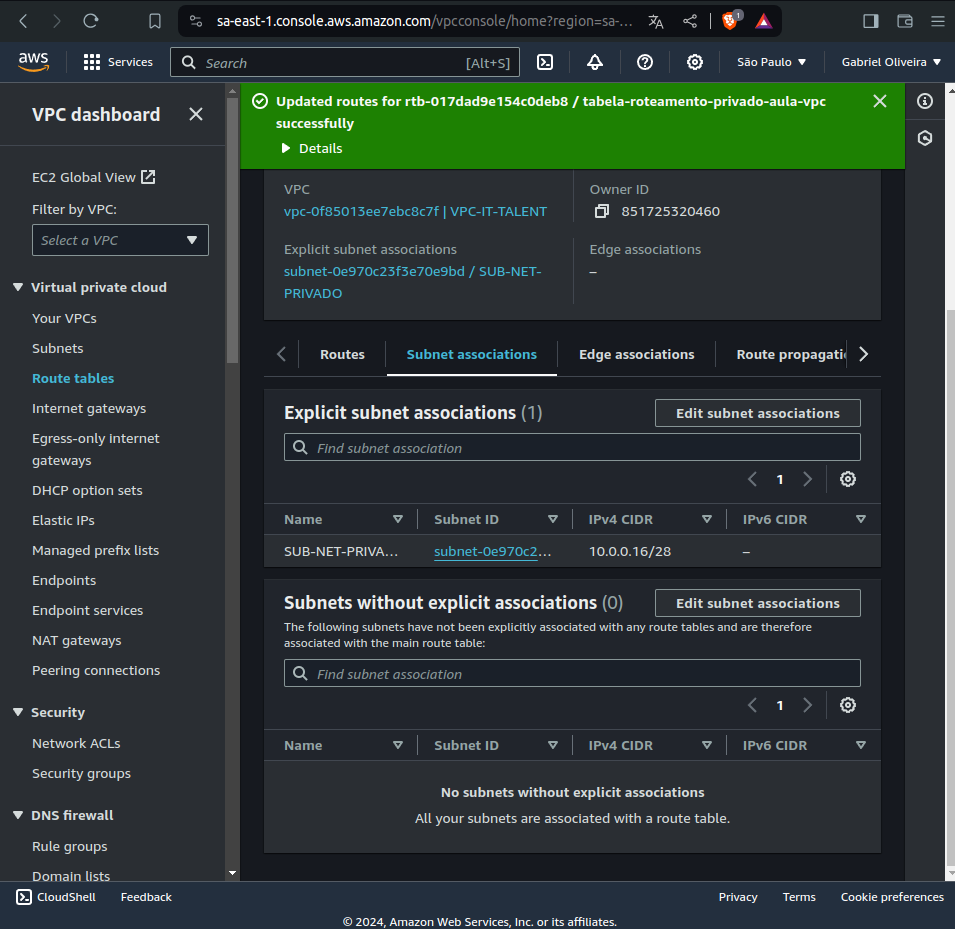 sa-east-1.console.aws.amazon.com/vpcconsole/home?region=sa-...
1
aws
Services
Search
[Alt+S]
São Paulo
Gabriel Oliveira
VPC dashboard
EC2 Global View
Filter by VPC:
Select a VPC
Virtual private cloud
Your VPCs
Subnets
Route tables
Internet gateways
Egress-only internet
gateways
DHCP option sets
Elastic IPs
Managed prefix lists
Endpoints
Endpoint services
NAT gateways
Peering connections
Security
Network ACLs
Security groups
DNS firewall
Rule groups
Domain lists
Updated routes for rtb-017dad9e154c0deb8 / tabela-roteamento-privado-aula-vpc
successfully
Details
VPC
vpc-0f85013ee7ebc8c7f | VPC-IT-TALENT
Owner ID
851725320460
Explicit subnet associations
subnet-0e970c23f3e70e9bd / SUB-NET-
PRIVADO
Edge associations
–
Routes
Subnet associations
Edge associations
Route propagati
Explicit subnet associations (1)
Edit subnet associations
Find subnet association
1
Name Subnet ID IPv4 CIDR IPv6 CIDR
SUB-NET-PRIVA... subnet-0e970c2... 10.0.0.16/28 –
Subnets without explicit associations (0)
Edit subnet associations
The following subnets have not been explicitly associated with any route tables and are therefore
associated with the main route table:
Find subnet association
1
Name Subnet ID IPv4 CIDR IPv6 CIDR
No subnets without explicit associations
All your subnets are associated with a route table.
CloudShell
Feedback
Privacy
Terms
Cookie preferences
© 2024, Amazon Web Services, Inc. or its affiliates.